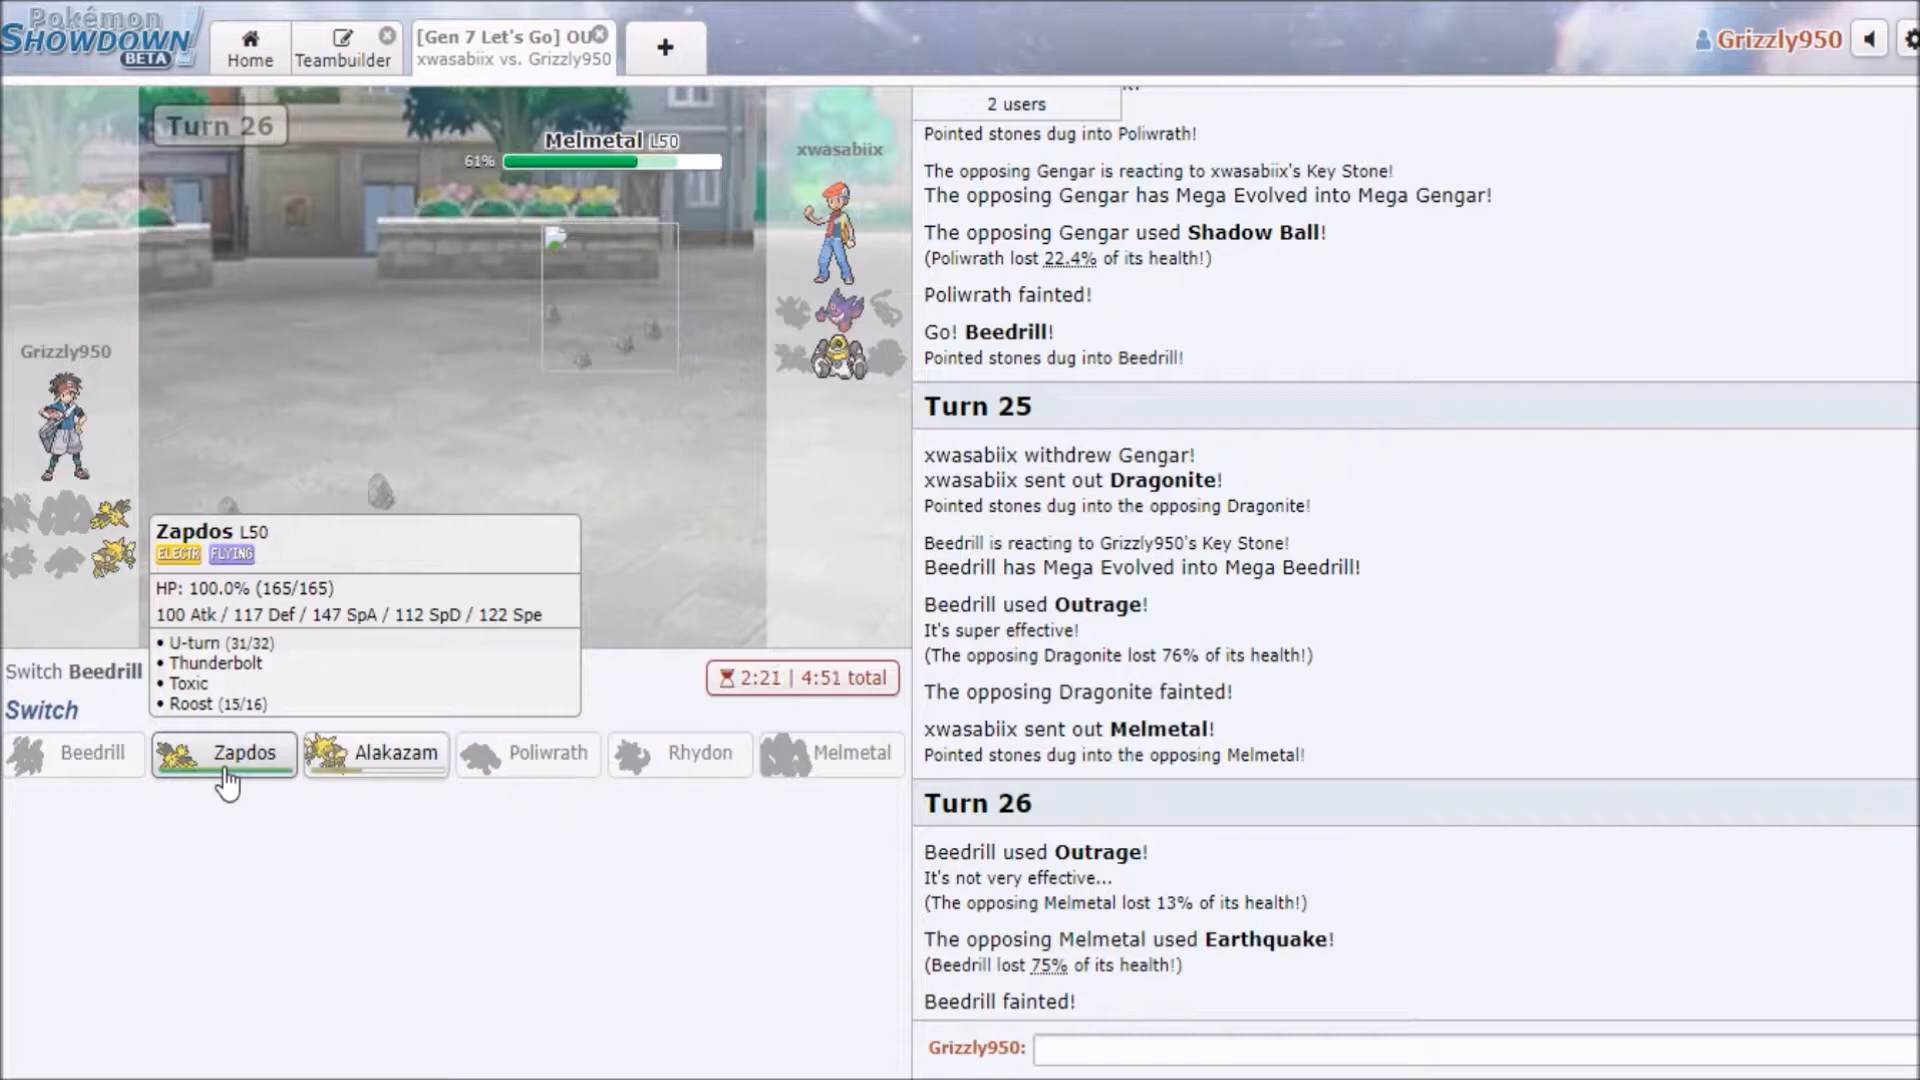 Pokémon
SHOWDOWN
BETA
Home
Teambuilder
[Gen 7 Let's Go] OU
xwasabiix vs. Grizzly950
+
Grizzly950
Turn 26
Melmetal L50
61%
xwasabiix
Grizzly950
Zapdos L50
ELECTR FLYING
HP: 100.0% (165/165)
100 Atk / 117 Def / 147 SpA / 112 SpD / 122 Spe
• U-turn (31/32)
• Thunderbolt
• Toxic
• Roost (15/16)
Switch Beedrill
2:21 | 4:51 total
Switch
Beedrill
Zapdos
Alakazam
Poliwrath
Rhydon
Melmetal
2 users
Pointed stones dug into Poliwrath!
The opposing Gengar is reacting to xwasabiix's Key Stone!
The opposing Gengar has Mega Evolved into Mega Gengar!
The opposing Gengar used Shadow Ball!
(Poliwrath lost 22.4% of its health!)
Poliwrath fainted!
Go! Beedrill!
Pointed stones dug into Beedrill!
Turn 25
xwasabiix withdrew Gengar!
xwasabiix sent out Dragonite!
Pointed stones dug into the opposing Dragonite!
Beedrill is reacting to Grizzly950's Key Stone!
Beedrill has Mega Evolved into Mega Beedrill!
Beedrill used Outrage!
It's super effective!
(The opposing Dragonite lost 76% of its health!)
The opposing Dragonite fainted!
xwasabiix sent out Melmetal!
Pointed stones dug into the opposing Melmetal!
Turn 26
Beedrill used Outrage!
It's not very effective...
(The opposing Melmetal lost 13% of its health!)
The opposing Melmetal used Earthquake!
(Beedrill lost 75% of its health!)
Beedrill fainted!
Grizzly950: